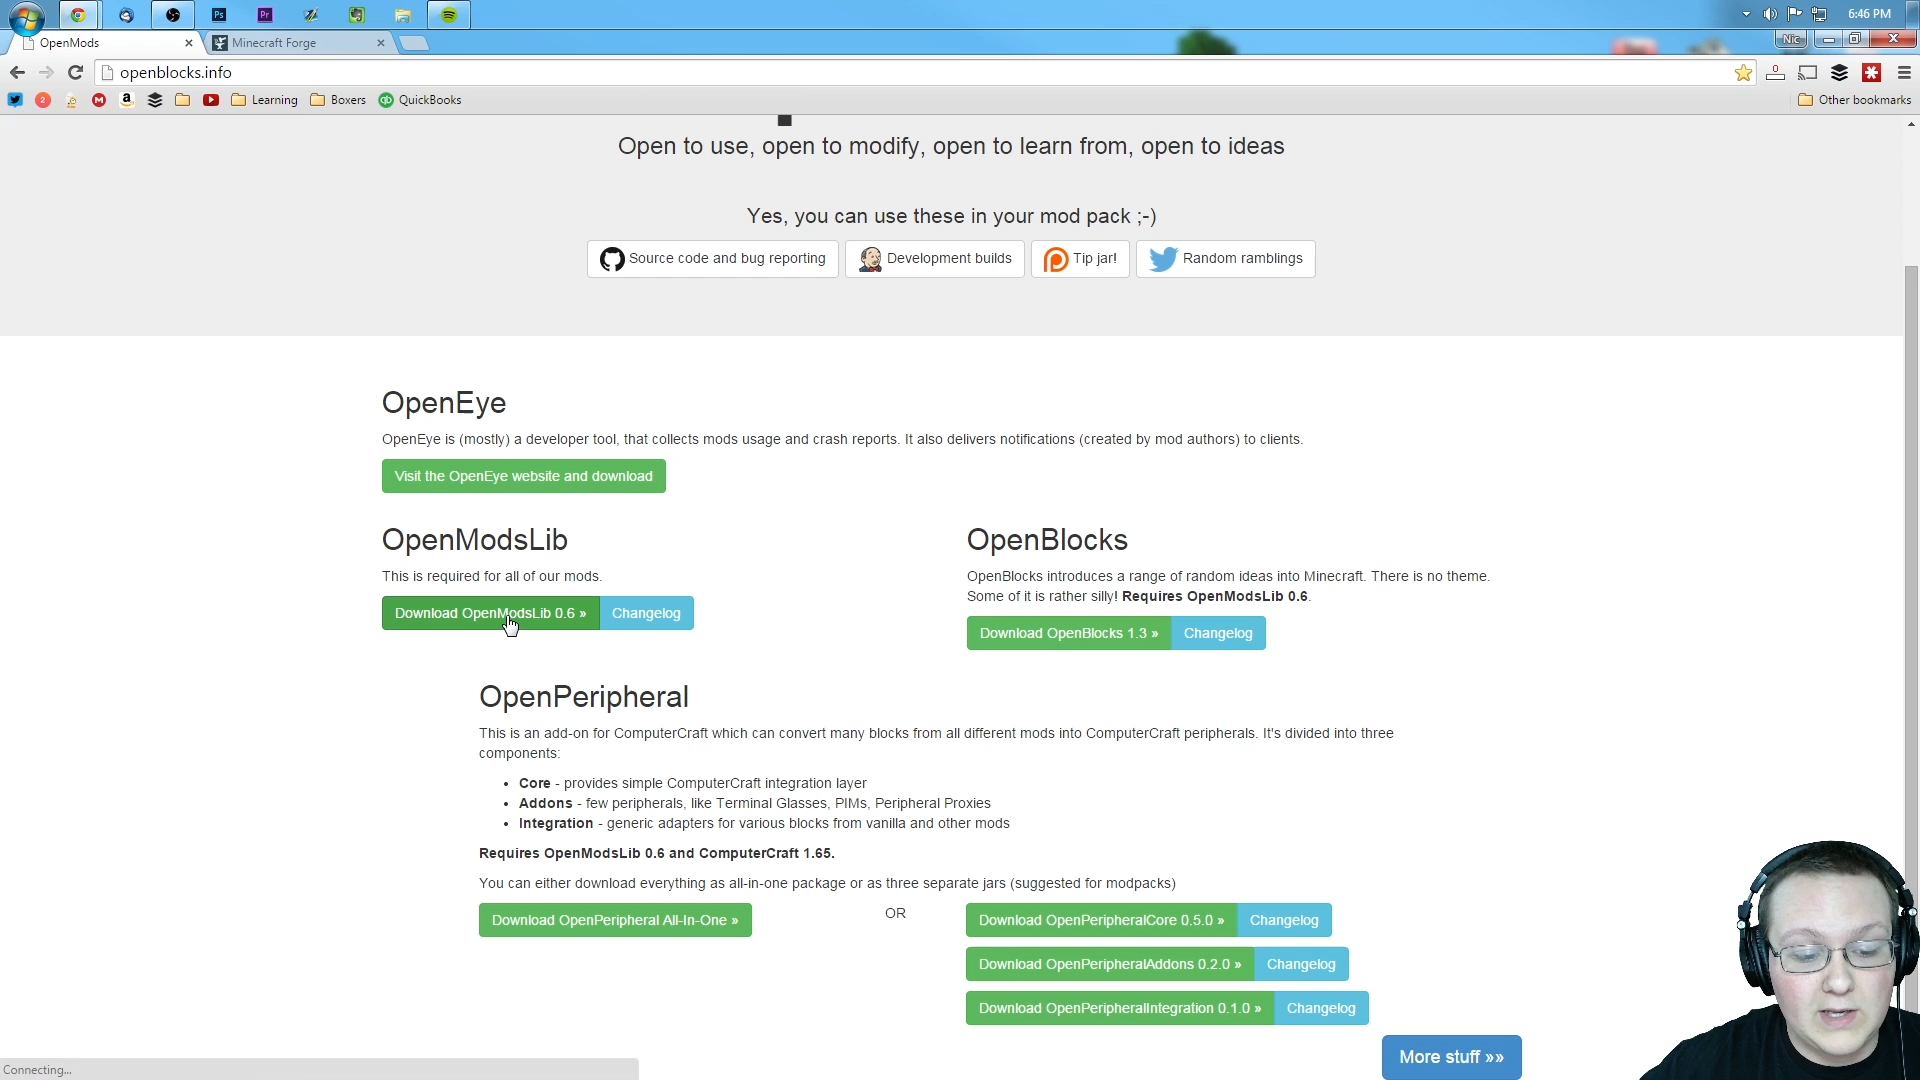 6:46 PM
OpenMods
Minecraft Forge
Nic
openblocks.info
0
2
Learning
Boxers
QuickBooks
Other bookmarks
Open to use, open to modify, open to learn from, open to ideas
Yes, you can use these in your mod pack ;-)
Source code and bug reporting
Development builds
Tip jar!
Random ramblings
OpenEye
OpenEye is (mostly) a developer tool, that collects mods usage and crash reports. It also delivers notifications (created by mod authors) to clients.
Visit the OpenEye website and download
OpenModsLib
This is required for all of our mods.
Download OpenModsLib 0.6 »
Changelog
OpenBlocks
OpenBlocks introduces a range of random ideas into Minecraft. There is no theme.
Some of it is rather silly! Requires OpenModsLib 0.6.
Download OpenBlocks 1.3 »
Changelog
OpenPeripheral
This is an add-on for ComputerCraft which can convert many blocks from all different mods into ComputerCraft peripherals. It's divided into three
components:
• Core - provides simple ComputerCraft integration layer
• Addons - few peripherals, like Terminal Glasses, PIMs, Peripheral Proxies
• Integration - generic adapters for various blocks from vanilla and other mods
Requires OpenModsLib 0.6 and ComputerCraft 1.65.
You can either download everything as all-in-one package or as three separate jars (suggested for modpacks)
Download OpenPeripheral All-In-One »
OR
Download OpenPeripheralCore 0.5.0 »
Changelog
Download OpenPeripheralAddons 0.2.0 »
Changelog
Download OpenPeripheralIntegration 0.1.0 »
Changelog
More stuff »»
Connecting...